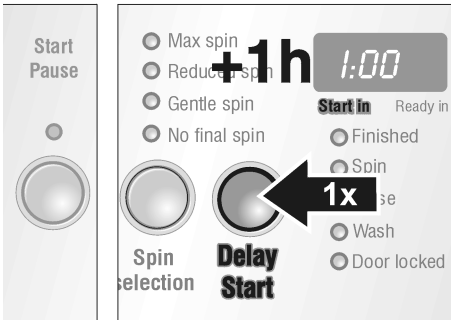 Start
Pause
Max spin
Reduced spin
Gentle spin
No final spin
+1h
1:00
Start in
Ready in
Finished
Spin
se
Wash
Door locked
1x
Spin
selection
Delay
Start